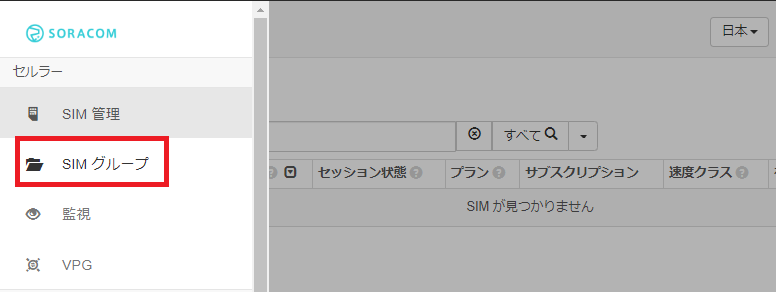 SORACOM
セルラー
SIM 管理
SIM グループ
監視
VPG
日本
すべて
セッション状態 プラン サブスクリプション 速度クラス
SIM が見つかりません